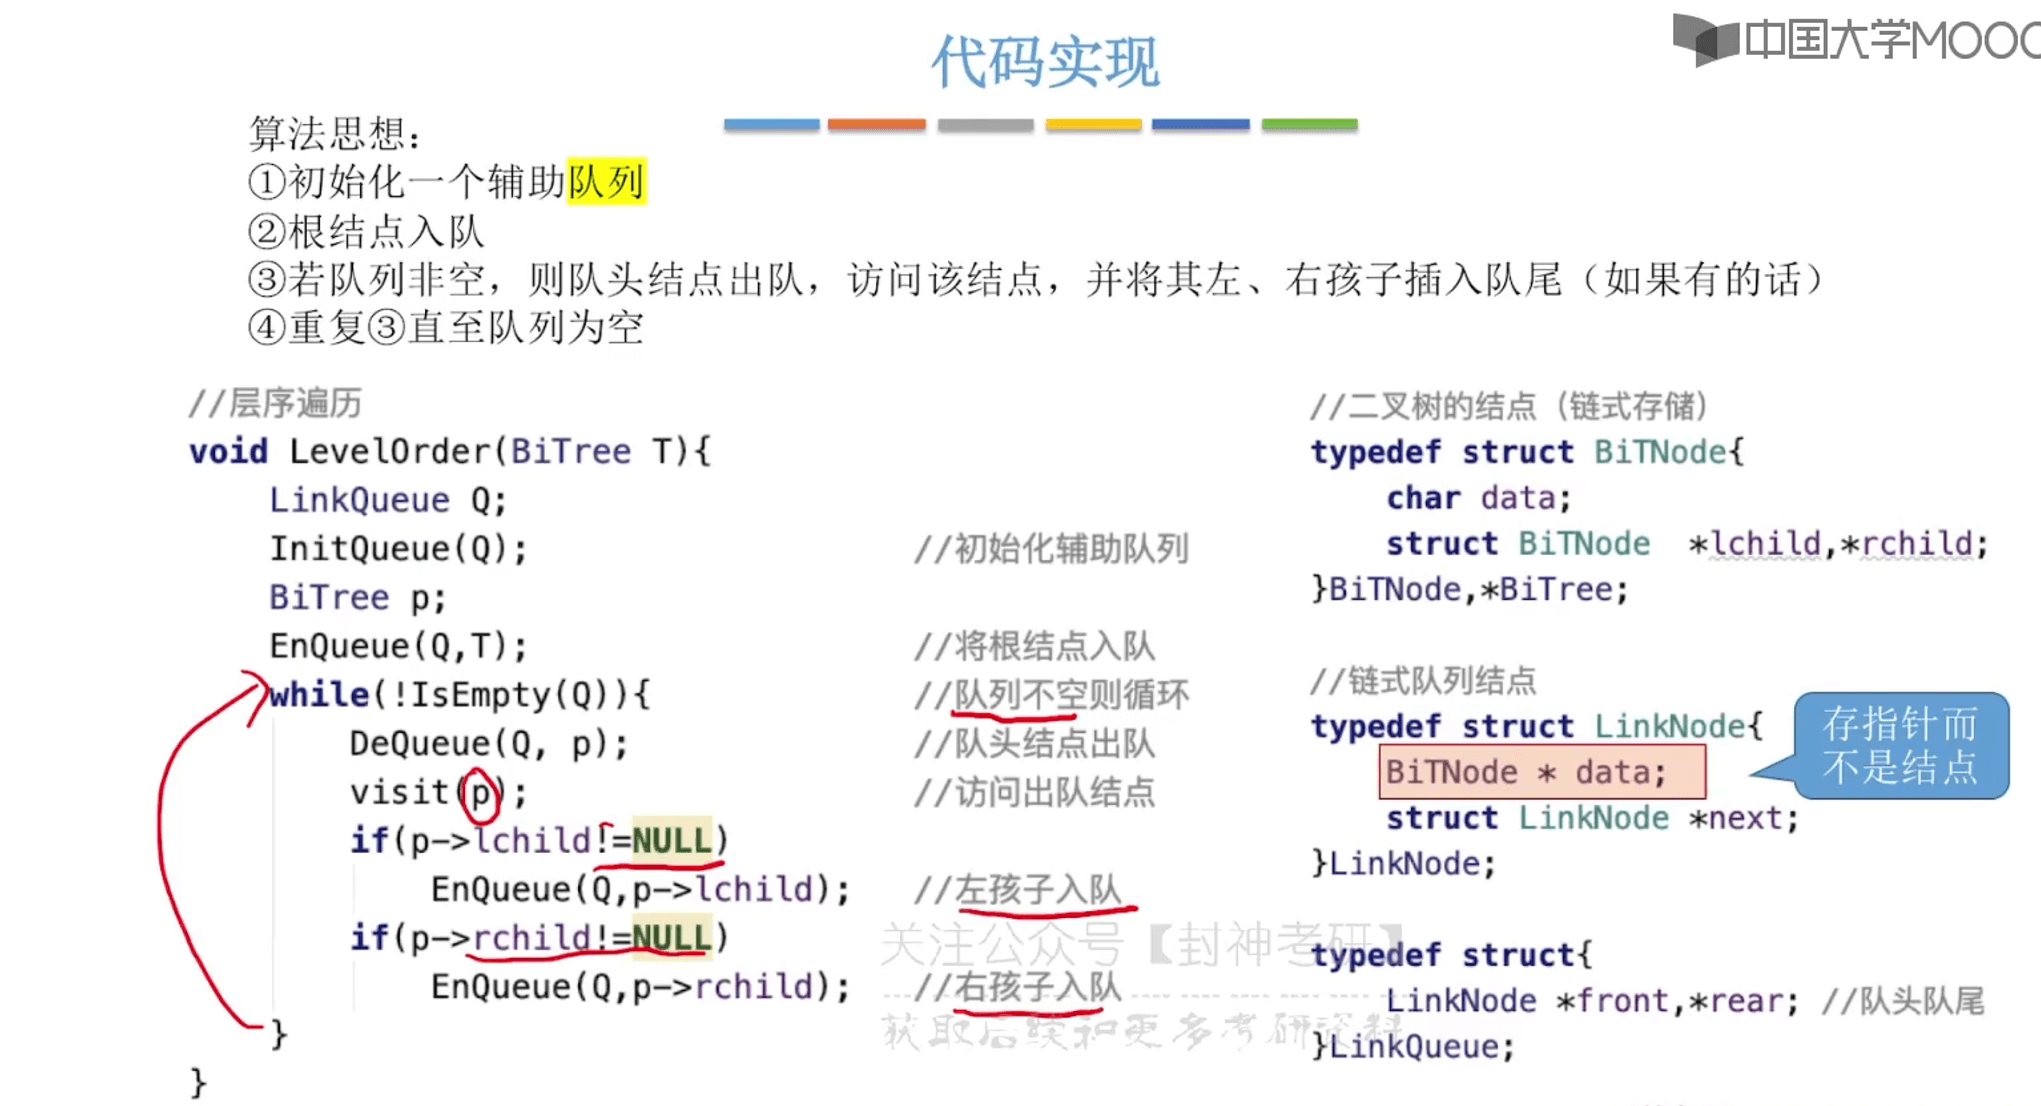 中国大学MOOC
代码实现
算法思想：
①初始化一个辅助队列
②根结点入队
③若队列非空，则队头结点出队，访问该结点，并将其左、右孩子插入队尾（如果有的话）
④重复③直至队列为空
//层序遍历
void LevelOrder(BiTree T){
LinkQueue Q;
InitQueue(Q); //初始化辅助队列
BiTree p;
EnQueue(Q,T); //将根结点入队
while(!IsEmpty(Q)){ //队列不空则循环
DeQueue(Q, p); //队头结点出队
visit(p); //访问出队结点
if(p->lchild!=NULL)
EnQueue(Q,p->lchild); //左孩子入队
if(p->rchild!=NULL)
EnQueue(Q,p->rchild); //右孩子入队
}
}
//二叉树的结点（链式存储）
typedef struct BiTNode{
char data;
struct BiTNode *lchild,*rchild;
}BiTNode,*BiTree;
//链式队列结点
typedef struct LinkNode{
BiTNode * data;
struct LinkNode *next;
}LinkNode;
存指针而
不是结点
typedef struct{
LinkNode *front,*rear; //队头队尾
}LinkQueue;
关注公众号【封神考研】
获取后续和更多考研资料